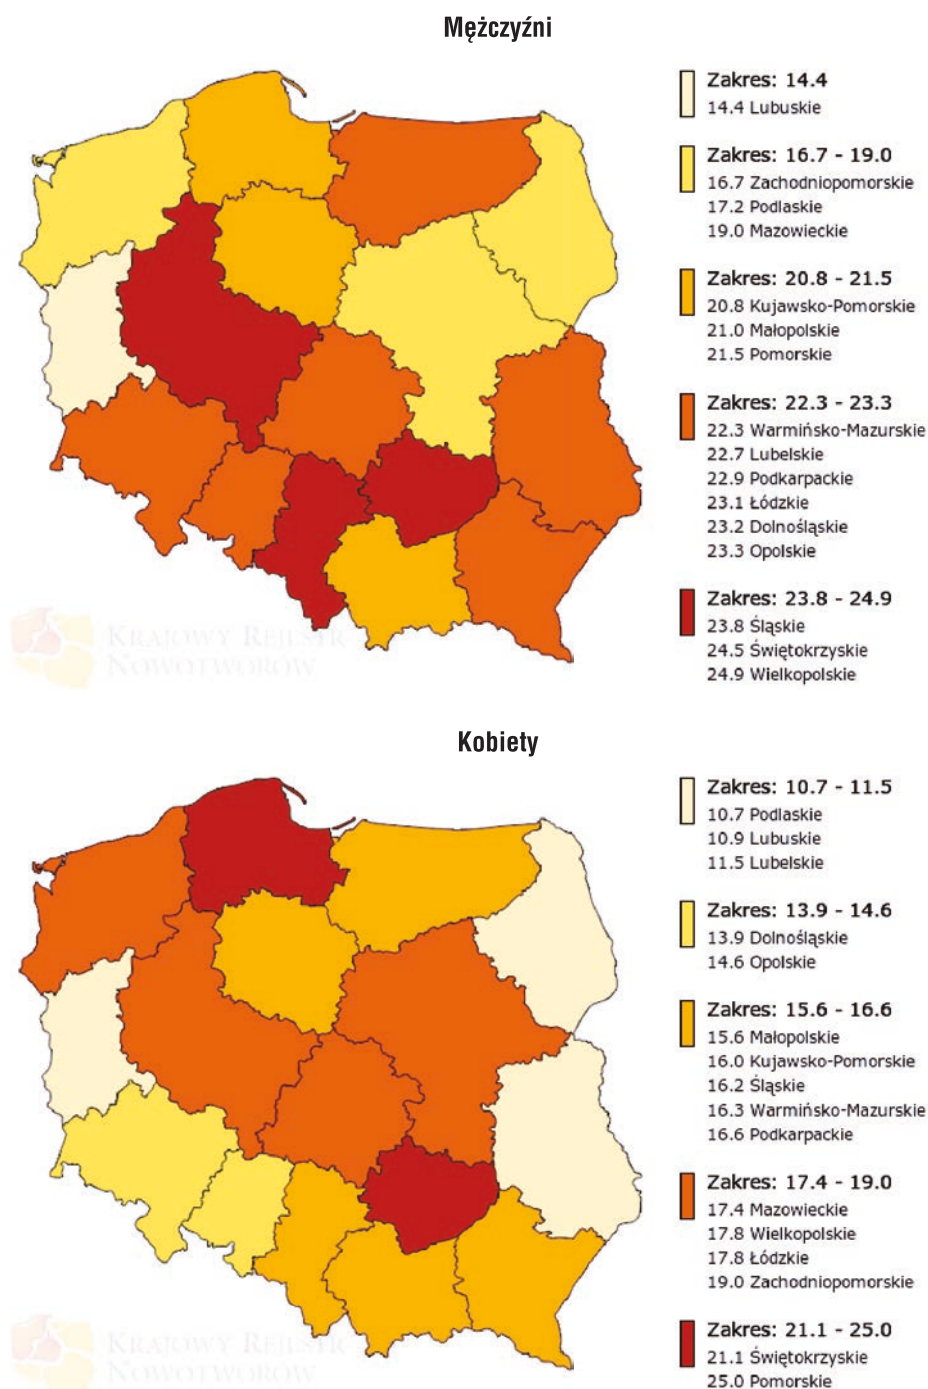 Mężczyźni
Zakres: 14.4
14.4 Lubuskie
Zakres: 16.7 - 19.0
16.7 Zachodniopomorskie
17.2 Podlaskie
19.0 Mazowieckie
Zakres: 20.8 - 21.5
20.8 Kujawsko-Pomorskie
21.0 Małopolskie
21.5 Pomorskie
Zakres: 22.3 - 23.3
22.3 Warmińsko-Mazurskie
22.7 Lubelskie
22.9 Podkarpackie
23.1 Łódzkie
23.2 Dolnośląskie
23.3 Opolskie
Zakres: 23.8 - 24.9
23.8 Śląskie
24.5 Świętokrzyskie
24.9 Wielkopolskie
KRAJOWY REJESTR
NOWOTWORÓW
Kobiety
Zakres: 10.7 - 11.5
10.7 Podlaskie
10.9 Lubuskie
11.5 Lubelskie
Zakres: 13.9 - 14.6
13.9 Dolnośląskie
14.6 Opolskie
Zakres: 15.6 - 16.6
15.6 Małopolskie
16.0 Kujawsko-Pomorskie
16.2 Śląskie
16.3 Warmińsko-Mazurskie
16.6 Podkarpackie
Zakres: 17.4 - 19.0
17.4 Mazowieckie
17.8 Wielkopolskie
17.8 Łódzkie
19.0 Zachodniopomorskie
Zakres: 21.1 - 25.0
21.1 Świętokrzyskie
25.0 Pomorskie
KRAJOWY REJESTR
NOWOTWORÓW